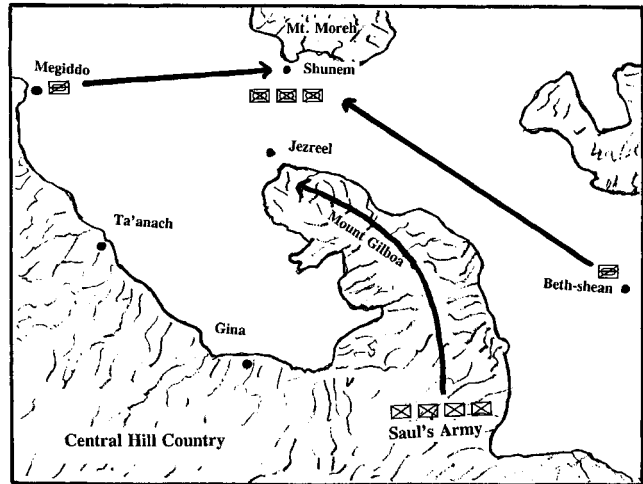 Mt. Moreh
Megiddo
Shunem
Jezreel
Ta'anach
Mount Gilboa
Beth-shean
Gina
Saul's Army
Central Hill Country